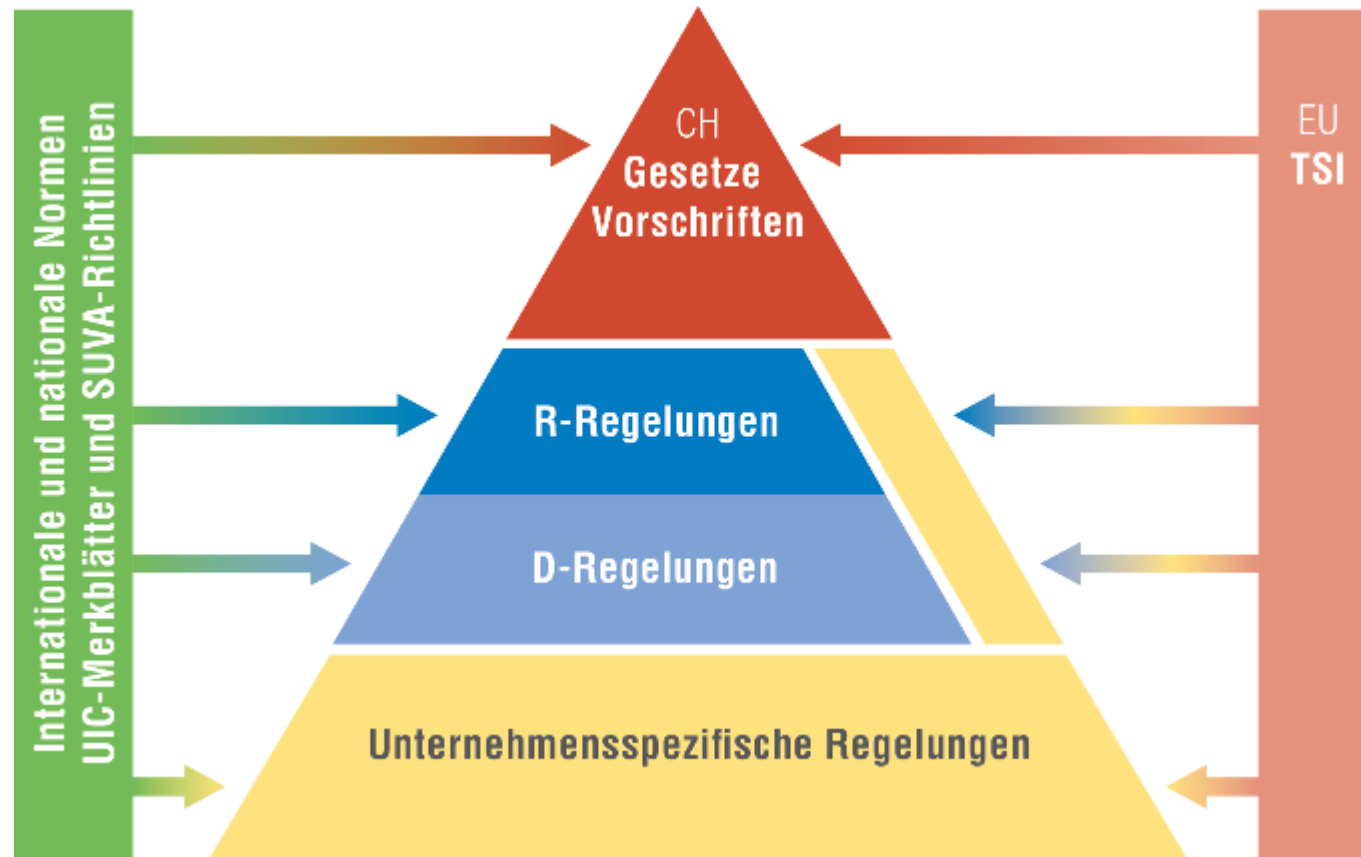 Internationale und nationale Normen
UIC-Merkblätter und SUVA-Richtlinien
CH
Gesetze
Vorschriften
R-Regelungen
D-Regelungen
Unternehmensspezifische Regelungen
EU
TSI